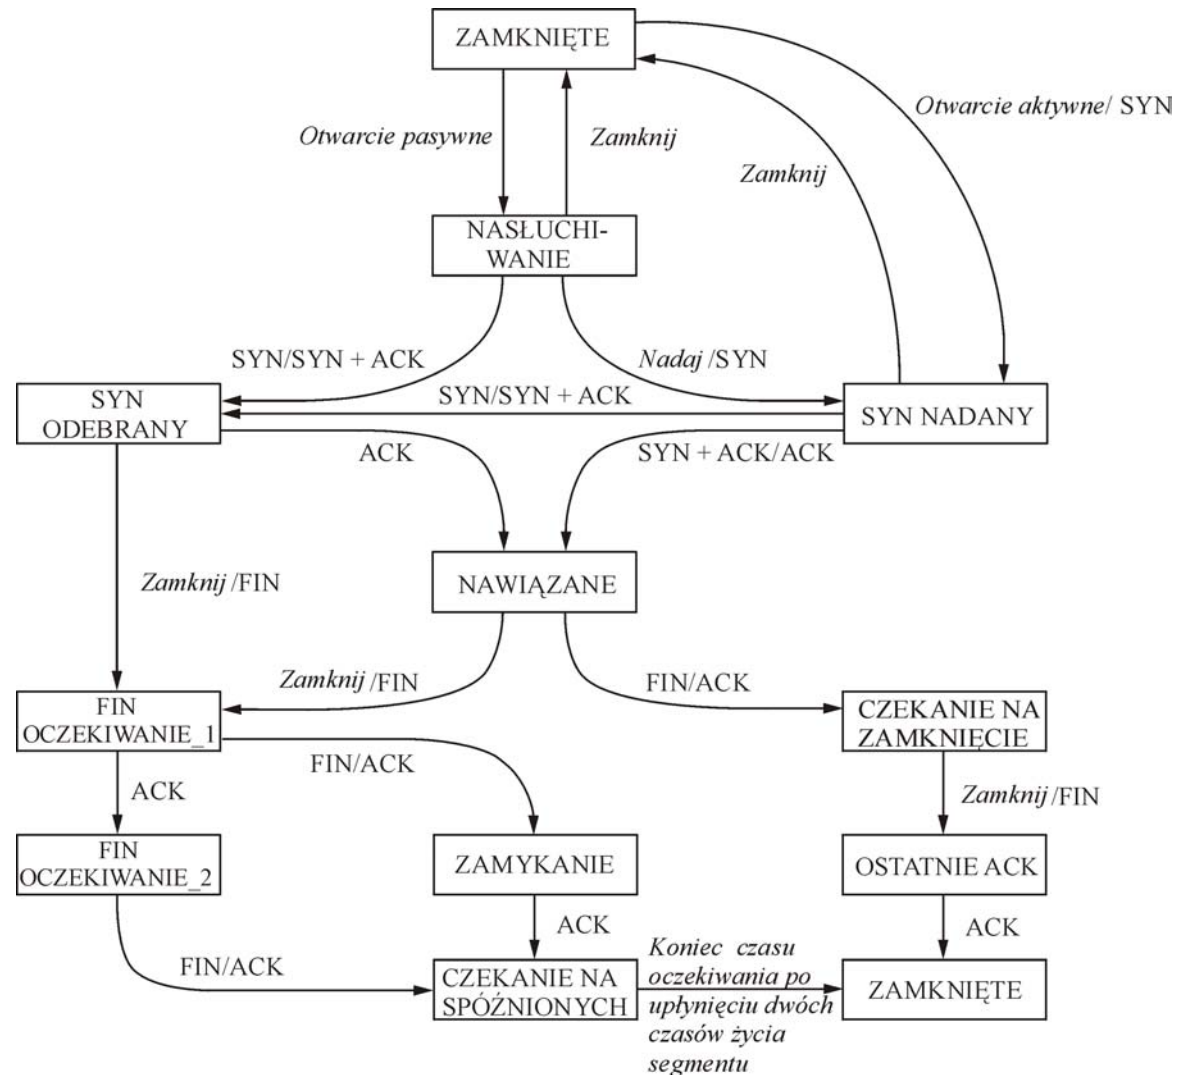 ZAMKNIĘTE
Otwarcie aktywne/ SYN
Otwarcie pasywne
Zamknij
Zamknij
NASŁUCHI-
WANIE
SYN/SYN + ACK
Nadaj /SYN
SYN/SYN + ACK
SYN
ODEBRANY
SYN NADANY
ACK
SYN + ACK/ACK
Zamknij /FIN
NAWIĄZANE
Zamknij /FIN
FIN/ACK
FIN
OCZEKIWANIE_1
CZEKANIE NA
ZAMKNIĘCIE
FIN/ACK
ACK
Zamknij /FIN
FIN
OCZEKIWANIE_2
ZAMYKANIE
OSTATNIE ACK
ACK
ACK
FIN/ACK
CZEKANIE NA
SPÓŹNIONYCH
Koniec czasu
oczekiwania po
upłynięciu dwóch
czasów życia
segmentu
ZAMKNIĘTE